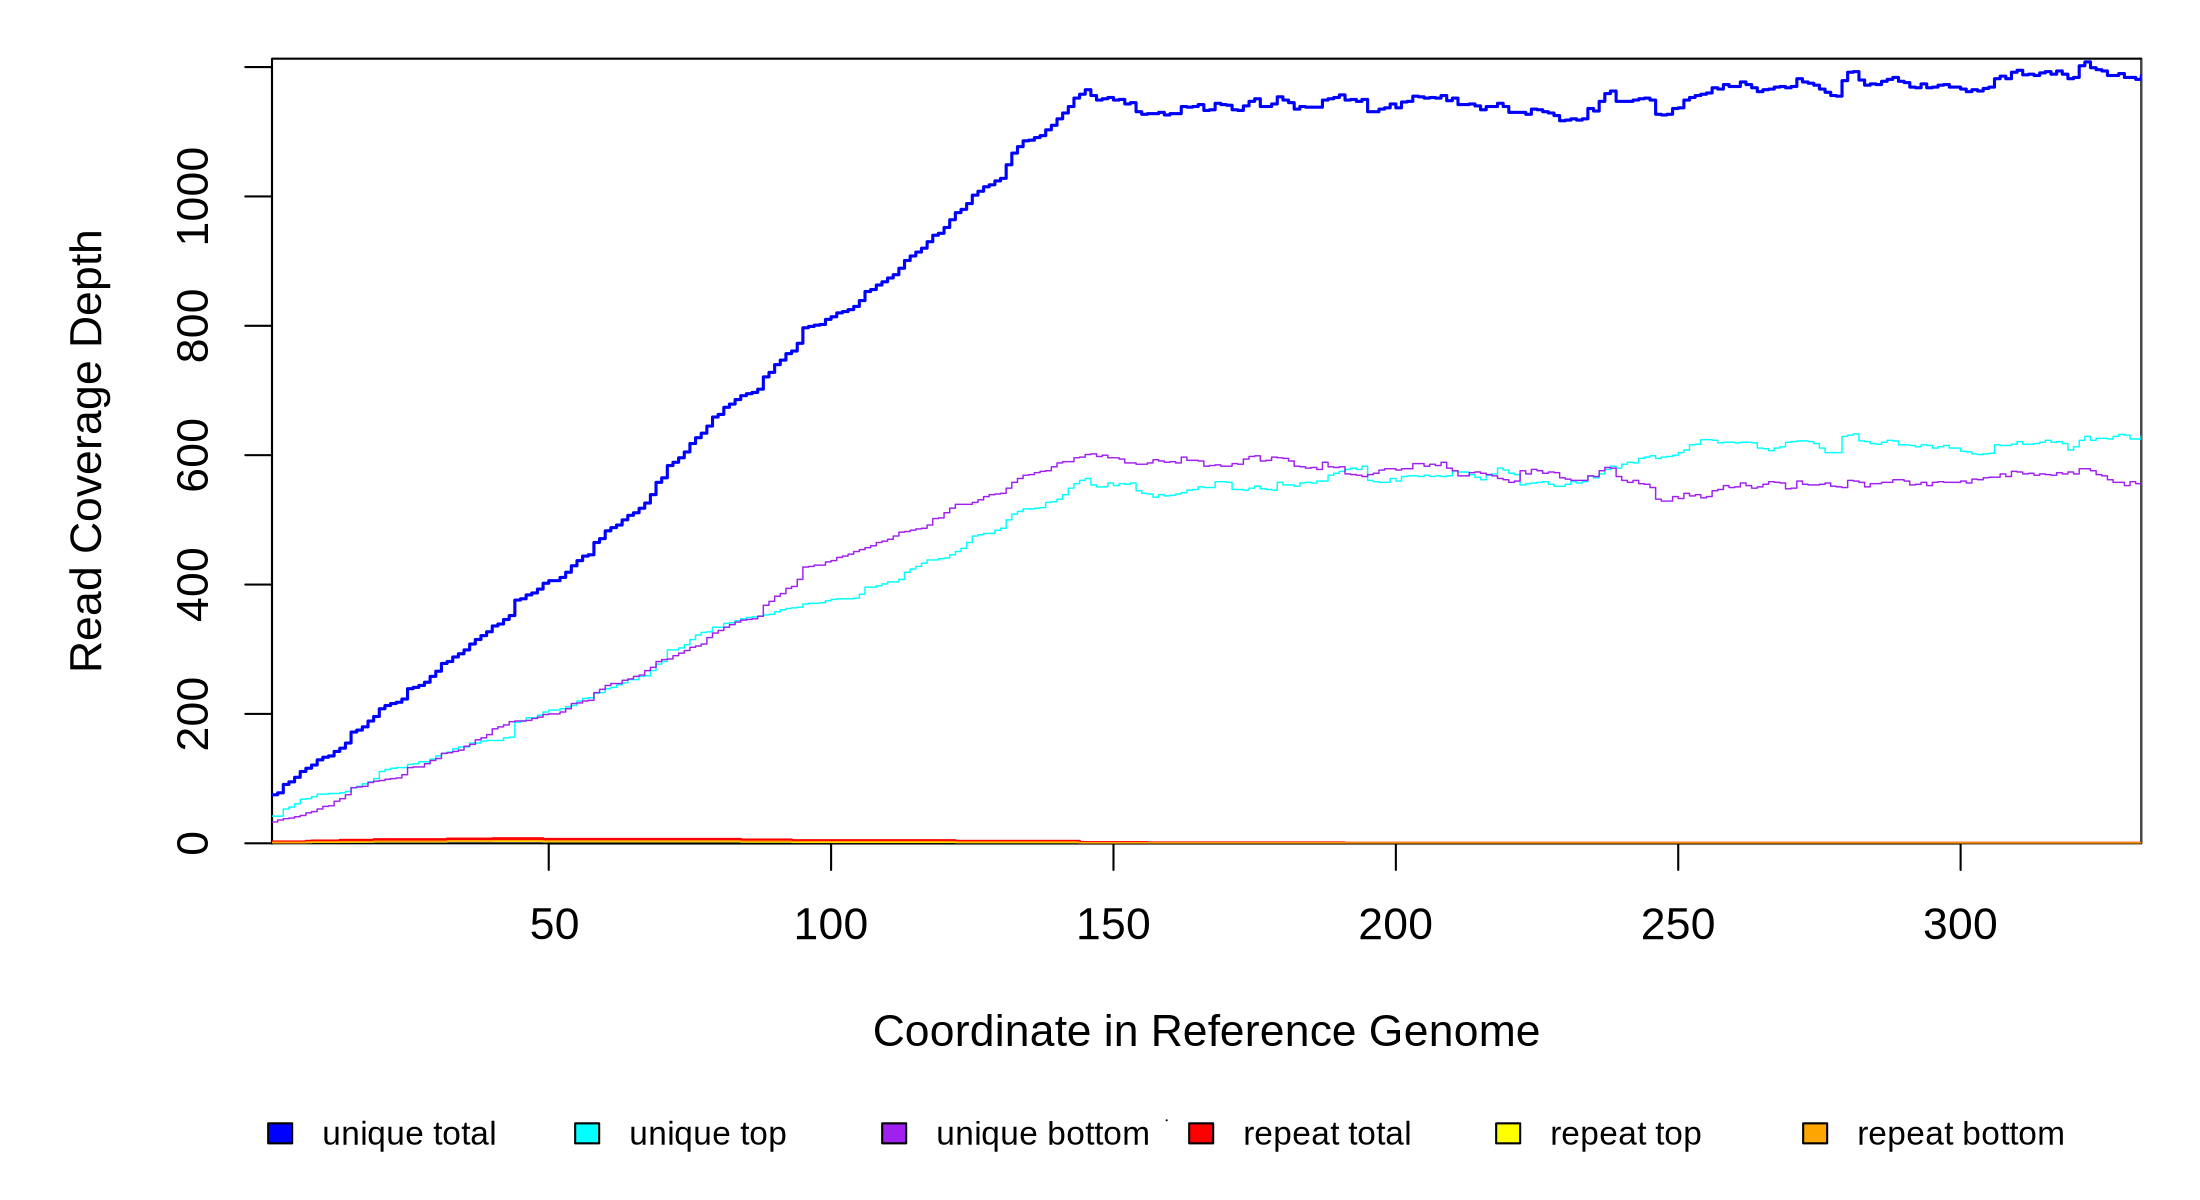 Read Coverage Depth
1000
800
600
400
200
0
50 100 150 200 250 300
Coordinate in Reference Genome
unique total unique top unique bottom repeat total repeat top repeat bottom